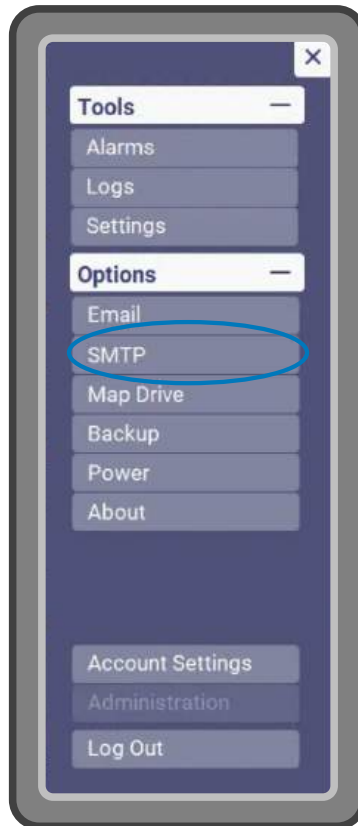 Tools
Alarms
Logs
Settings
Options
Email
SMTP
Map Drive
Backup
Power
About
Account Settings
Administration
Log Out